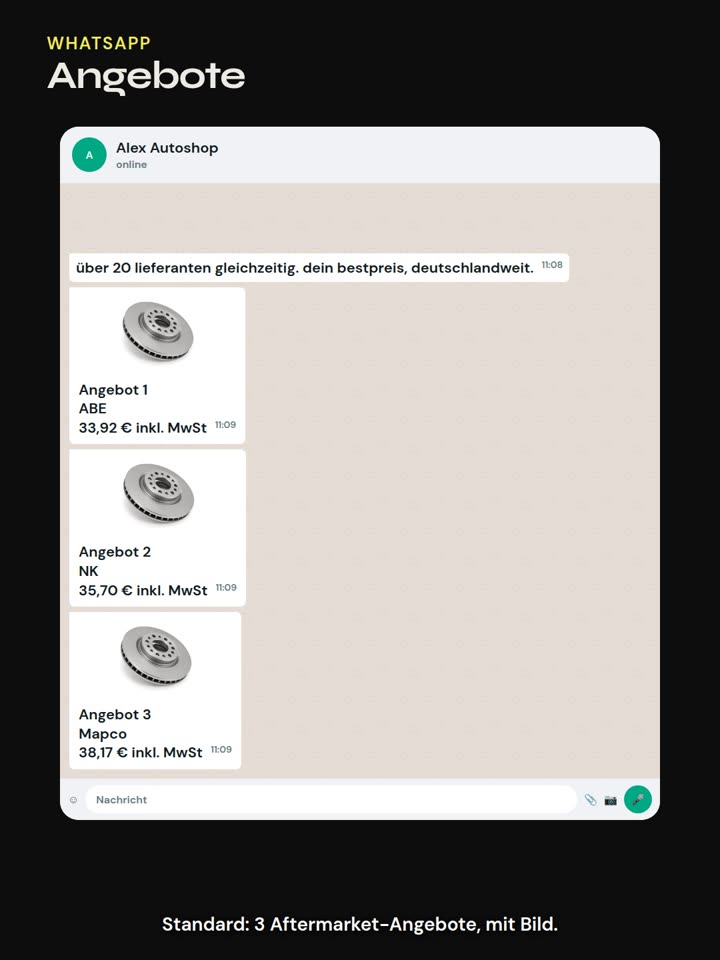 WHATSAPP
Angebote
A
Alex Autoshop
online
über 20 lieferanten gleichzeitig. dein bestpreis, deutschlandweit. 11:08
Angebot 1
ABE
33,92 € inkl. MwSt 11:09
Angebot 2
NK
35,70 € inkl. MwSt 11:09
Angebot 3
Mapco
38,17 € inkl. MwSt 11:09
Nachricht
Standard: 3 Aftermarket-Angebote, mit Bild.